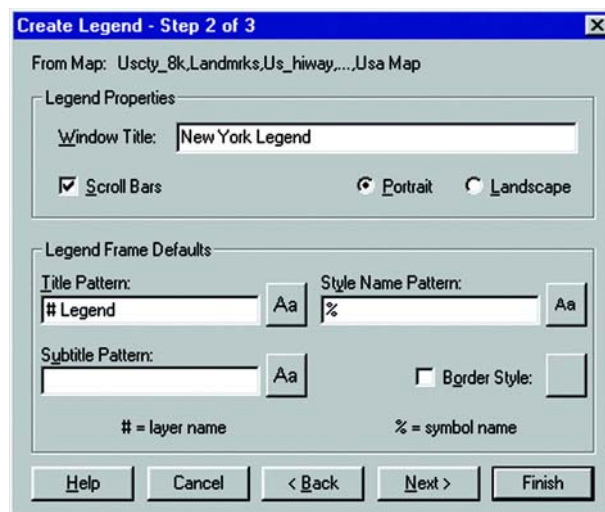 Create Legend - Step 2 of 3
From Map: Uscty_8k,Landmrks,Us_hiway,...,Usa Map
Legend Properties
Window Title: New York Legend
Scroll Bars Portrait Landscape
Legend Frame Defaults
Title Pattern: Style Name Pattern:
# Legend Aa % Aa
Subtitle Pattern:
Aa Border Style:
# = layer name % = symbol name
Help Cancel < Back Next > Finish